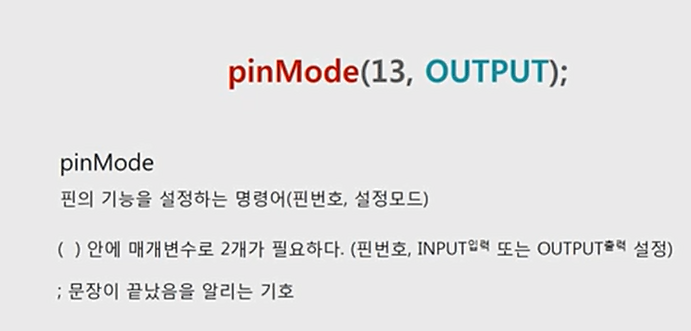 pinMode(13, OUTPUT);
pinMode
핀의 기능을 설정하는 명령어(핀번호, 설정모드)
( ) 안에 매개변수로 2개가 필요하다. (핀번호, INPUT입력 또는 OUTPUT출력 설정)
; 문장이 끝났음을 알리는 기호